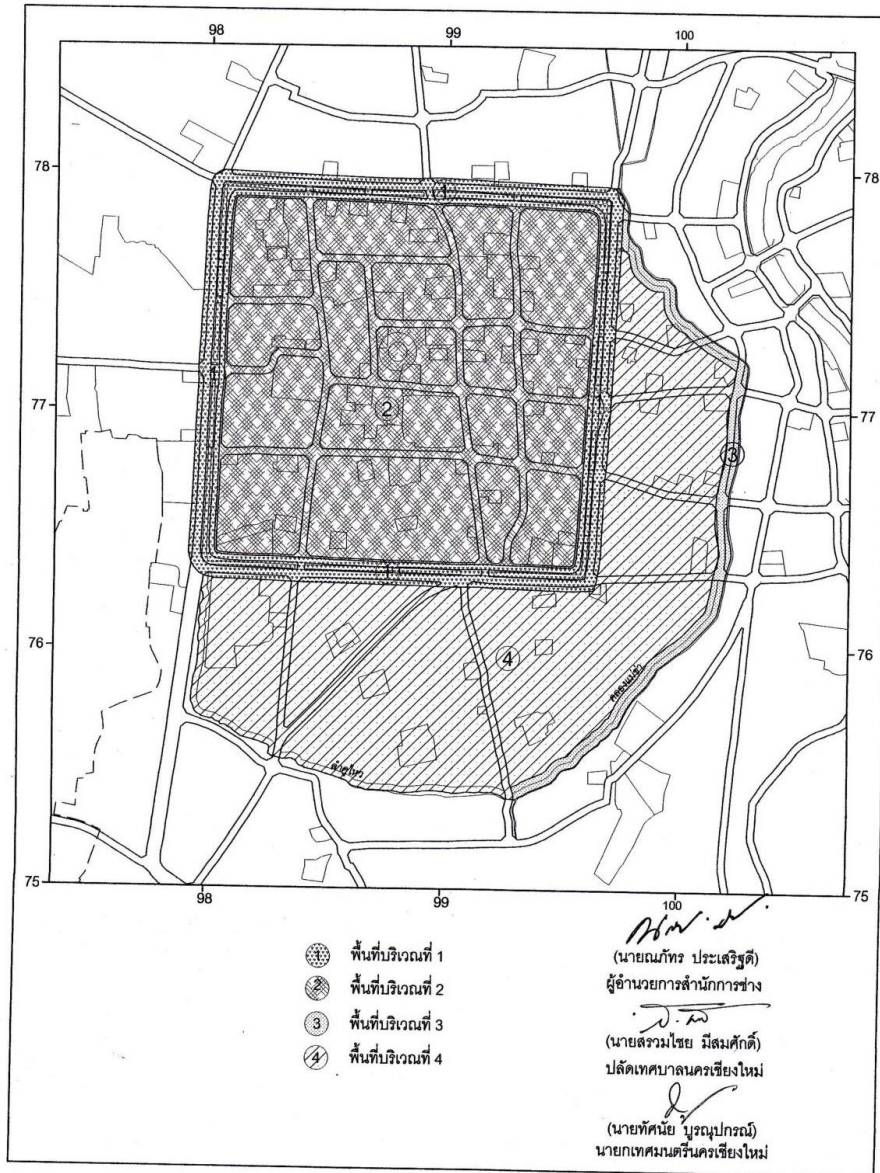 98 99 100
78 78
1
2
77 77
1
3
76 76
4
คลองแม่ข่า
ลำคูไหว
1
75 75
98 99 100
1 พื้นที่บริเวณที่ 1
2 พื้นที่บริเวณที่ 2
3 พื้นที่บริเวณที่ 3
4 พื้นที่บริเวณที่ 4
(นายณภัทร ประเสริฐดี)
ผู้อำนวยการสำนักการช่าง
(นายสรวมไชย มีสมศักดิ์)
ปลัดเทศบาลนครเชียงใหม่
(นายทัศนัย บูรณุปกรณ์)
นายกเทศมนตรีนครเชียงใหม่